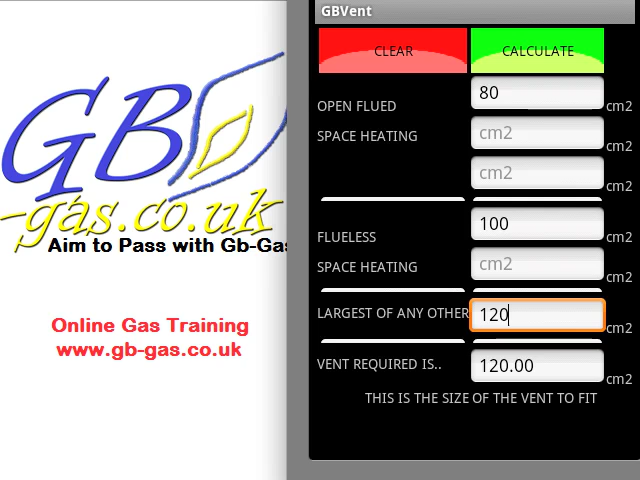 GBVent
CLEAR
CALCULATE
OPEN FLUED
80
cm2
SPACE HEATING
cm2
cm2
cm2
cm2
FLUELESS
100
cm2
SPACE HEATING
cm2
cm2
LARGEST OF ANY OTHER
120
cm2
VENT REQUIRED IS..
120.00
cm2
THIS IS THE SIZE OF THE VENT TO FIT
GB
-gas.co.uk
Aim to Pass with Gb-Gas
Online Gas Training
www.gb-gas.co.uk